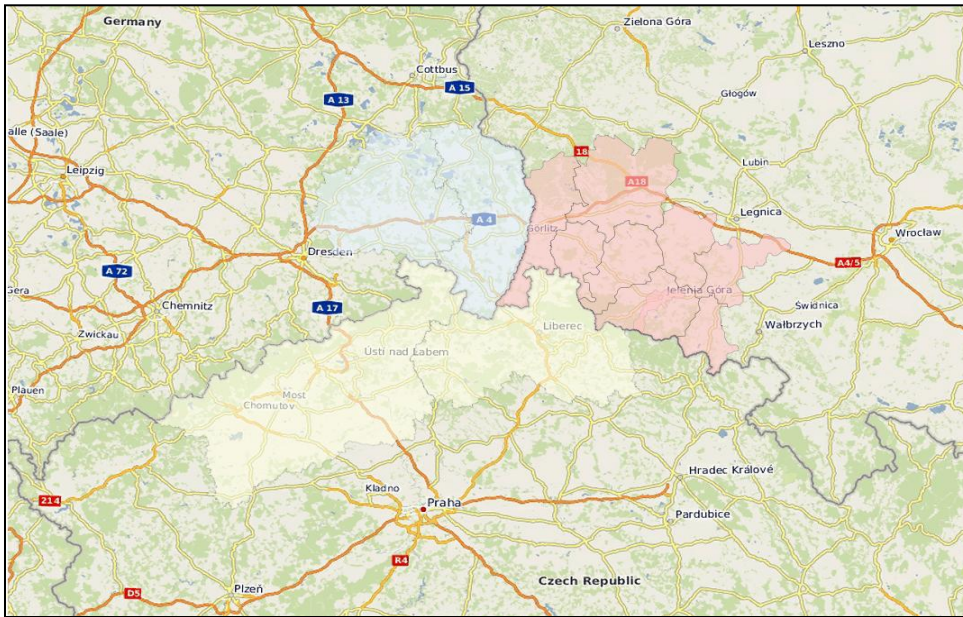 Germany
Zielona Góra
Leszno
Cottbus
A 15
A 13
Głogów
alle (Saale)
18
Lubin
Leipzig
A18
Legnica
A 4
Görlitz
Wrocław
Dresden
A4/5
A 72
Gera
Jelenia Góra
Chemnitz
A 17
Świdnica
Zwickau
Liberec
Wałbrzych
Ústí nad Labem
Plauen
Most
Chomutov
Hradec Králové
Kladno
214
Praha
Pardubice
R4
Czech Republic
Plzeň
D5